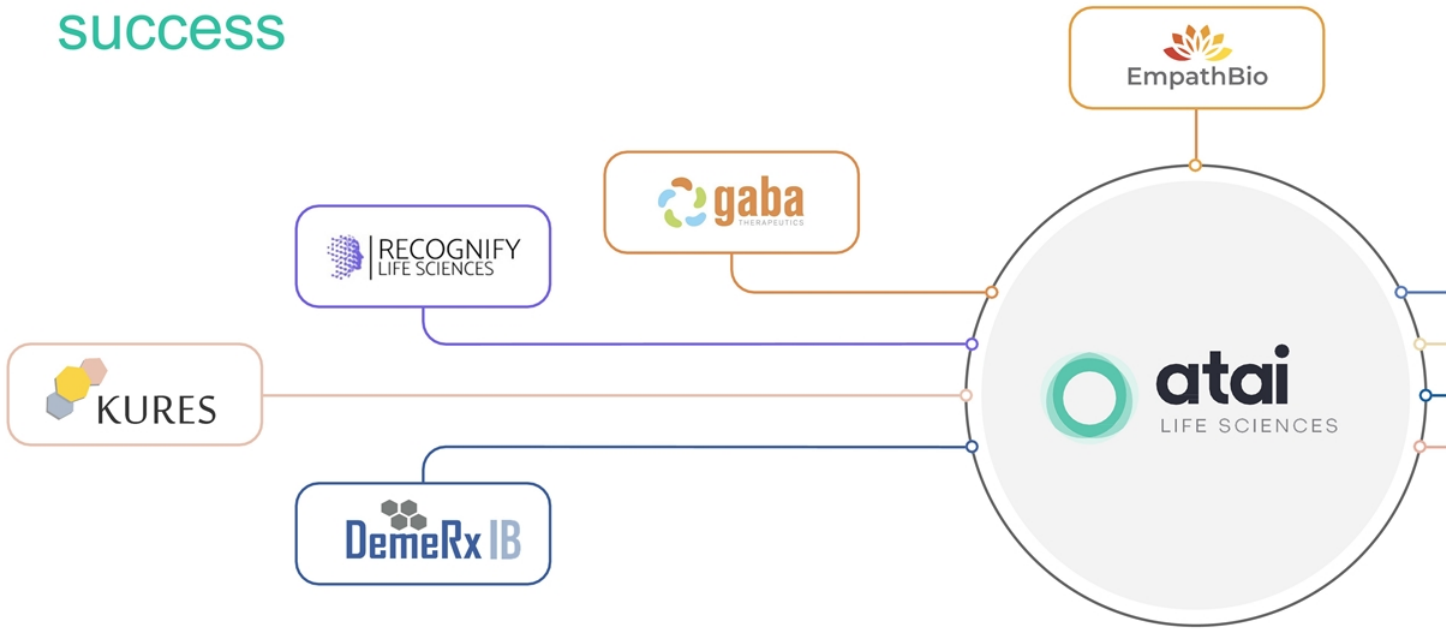 success
EmpathBio
gaba
THERAPEUTICS
RECOGNIFY
LIFE SCIENCES
KURES
atai
LIFE SCIENCES
DemeRx IB